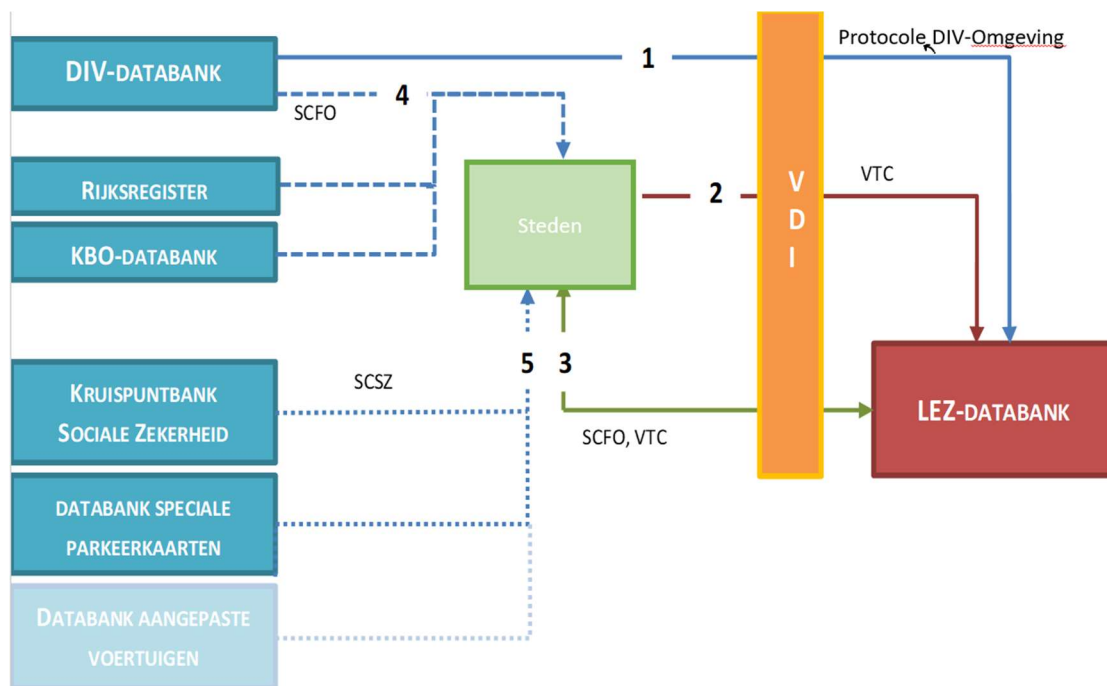 Protocole DIV-Omgeving
DIV-DATABANK
1
SCFO
4
RIJKSREGISTER
KBO-DATABANK
Steden
2
VTC
VDI
KRUISPUNTBANK
SOCIALE ZEKERHEID
SCSZ
5
3
SCFO, VTC
LEZ-DATABANK
DATABANK SPECIALE
PARKEERKAARTEN
DATABANK AANGEPASTE
VOERTUIGEN